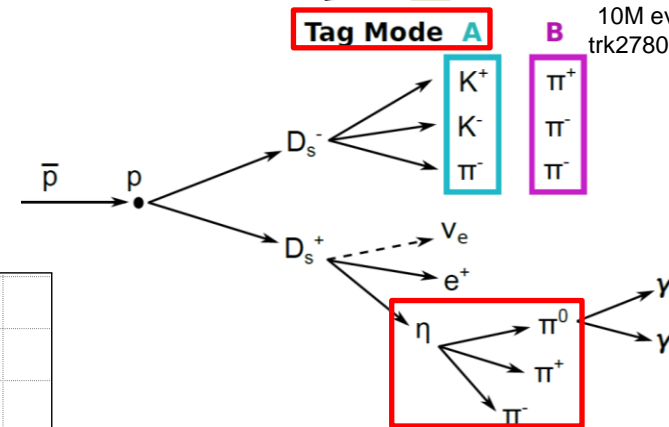 Tag Mode A B
10M ev
trk2780
K⁺ π⁺
K⁻ π⁻
π⁻ π⁻
D_s⁻
p̅ p
D_s⁺
ν_e
e⁺
η
π⁰
π⁺
π⁻
γ
γ